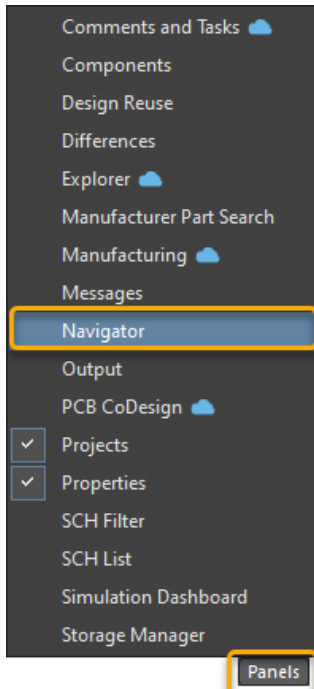 Comments and Tasks
Components
Design Reuse
Differences
Explorer
Manufacturer Part Search
Manufacturing
Messages
Navigator
Output
PCB CoDesign
Projects
Properties
SCH Filter
SCH List
Simulation Dashboard
Storage Manager
Panels